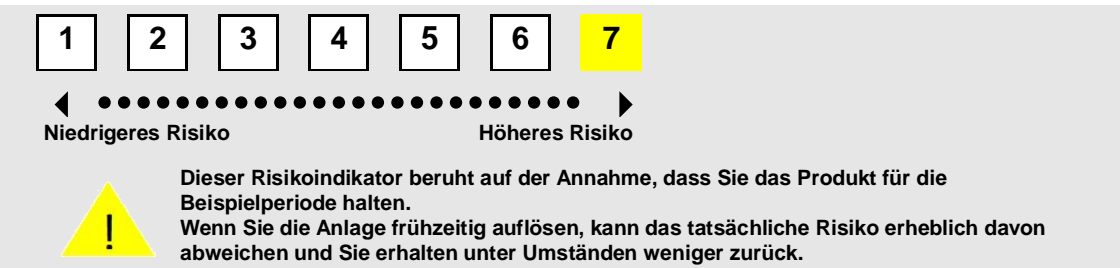 1 2 3 4 5 6 7
Niedrigeres Risiko Höheres Risiko
Dieser Risikoindikator beruht auf der Annahme, dass Sie das Produkt für die
Beispielperiode halten.
Wenn Sie die Anlage frühzeitig auflösen, kann das tatsächliche Risiko erheblich davon
abweichen und Sie erhalten unter Umständen weniger zurück.
!